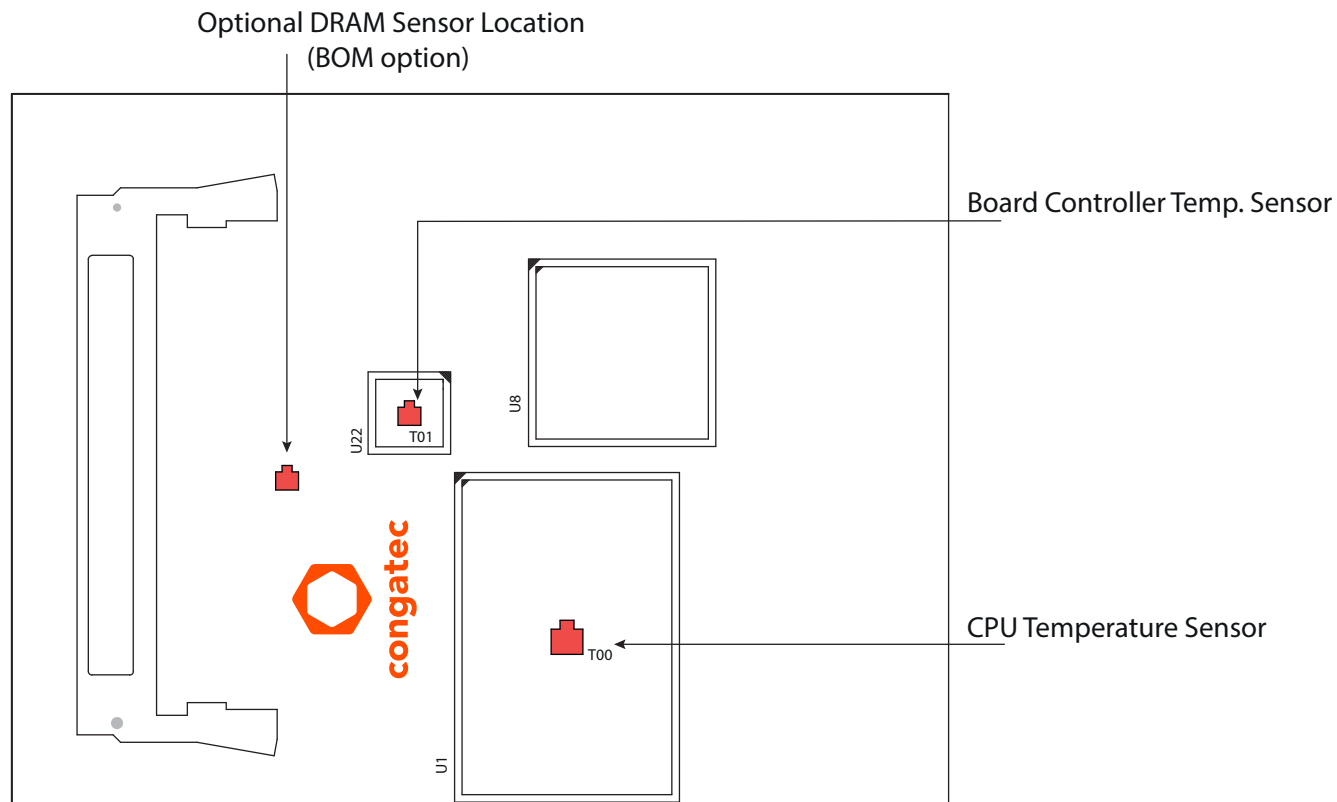 Optional DRAM Sensor Location
(BOM option)
Board Controller Temp. Sensor
U8
U22
T01
congatec
CPU Temperature Sensor
T00
U1